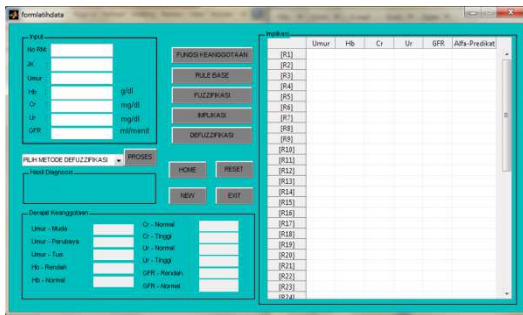 formlatihdata
Input
No RM
JK
Umur
Hb g/dl
Cr mg/dl
Ur mg/dl
GFR ml/menit
FUNGSI KEANGGOTAAN
RULE BASE
FUZZIFIKASI
IMPLIKASI
DEFUZZIFIKASI
PILIH METODE DEFUZZIFIKASI
PROSES
Hasil Diagnosis
HOME RESET
NEW EXIT
Derajat Keanggotaan
Umur - Muda
Umur - Parubaya
Umur - Tua
Hb - Rendah
Hb - Normal
Cr - Normal
Cr - Tinggi
Ur - Normal
Ur - Tinggi
GFR - Rendah
GFR - Normal
Implikasi
Umur Hb Cr Ur GFR Alfa-Predikat
[R1]
[R2]
[R3]
[R4]
[R5]
[R6]
[R7]
[R8]
[R9]
[R10]
[R11]
[R12]
[R13]
[R14]
[R15]
[R16]
[R17]
[R18]
[R19]
[R20]
[R21]
[R22]
[R23]
[R24]